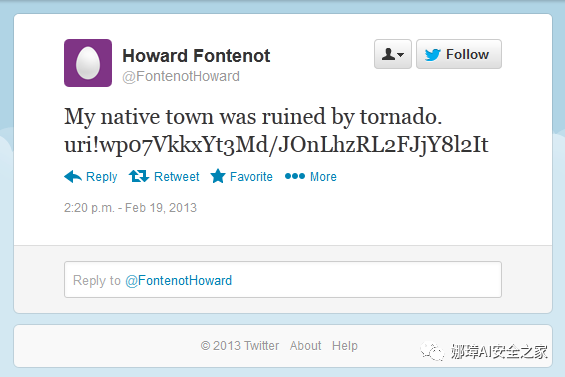 Howard Fontenot
@FontenotHoward
Follow
My native town was ruined by tornado.
uri!wp07VkkxYt3Md/JOnLhzRL2FJjY8l2It
Reply Retweet Favorite More
2:20 p.m. - Feb 19, 2013
Reply to @FontenotHoward
© 2013 Twitter About Help
娜璋AI安全之家